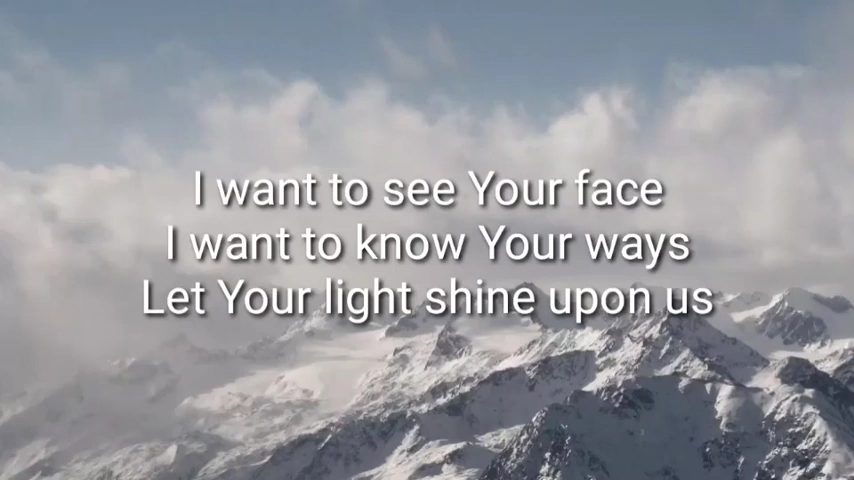 I want to see Your face
I want to know Your ways
Let Your light shine upon us